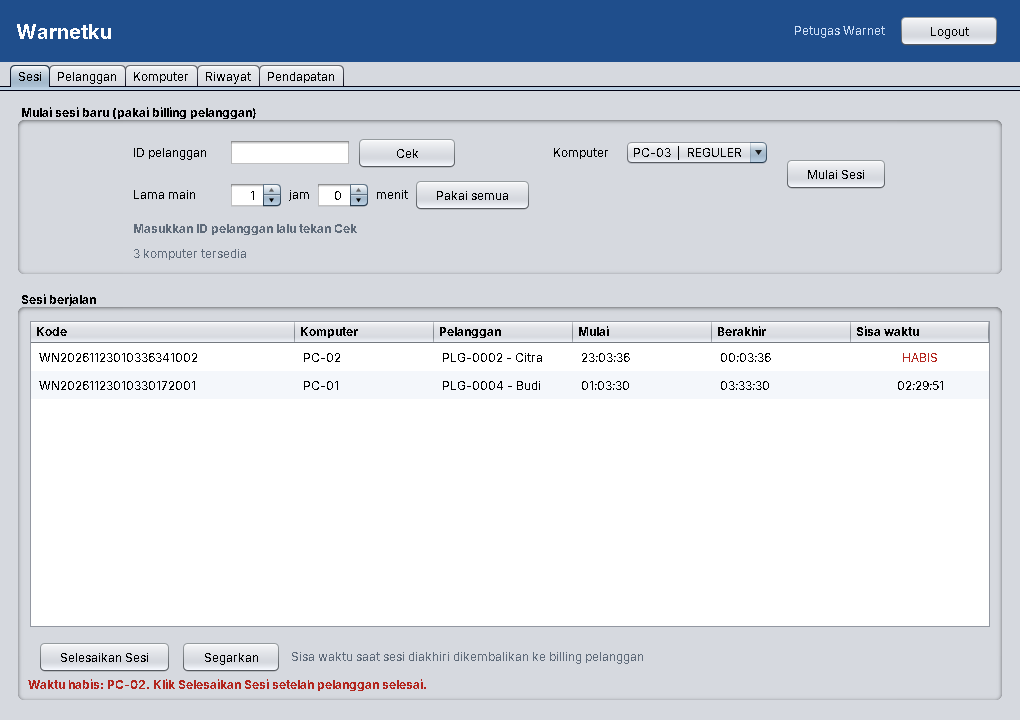 Warnetku
Petugas Warnet
Logout
Sesi Pelanggan Komputer Riwayat Pendapatan
Mulai sesi baru (pakai billing pelanggan)
ID pelanggan Cek Komputer PC-03 | REGULER
Mulai Sesi
Lama main 1 jam 0 menit Pakai semua
Masukkan ID pelanggan lalu tekan Cek
3 komputer tersedia
Sesi berjalan
Kode Komputer Pelanggan Mulai Berakhir Sisa waktu
WN20261123010336341002 PC-02 PLG-0002 - Citra 23:03:36 00:03:36 HABIS
WN20261123010330172001 PC-01 PLG-0004 - Budi 01:03:30 03:33:30 02:29:51
Selesaikan Sesi Segarkan Sisa waktu saat sesi diakhiri dikembalikan ke billing pelanggan
Waktu habis: PC-02. Klik Selesaikan Sesi setelah pelanggan selesai.